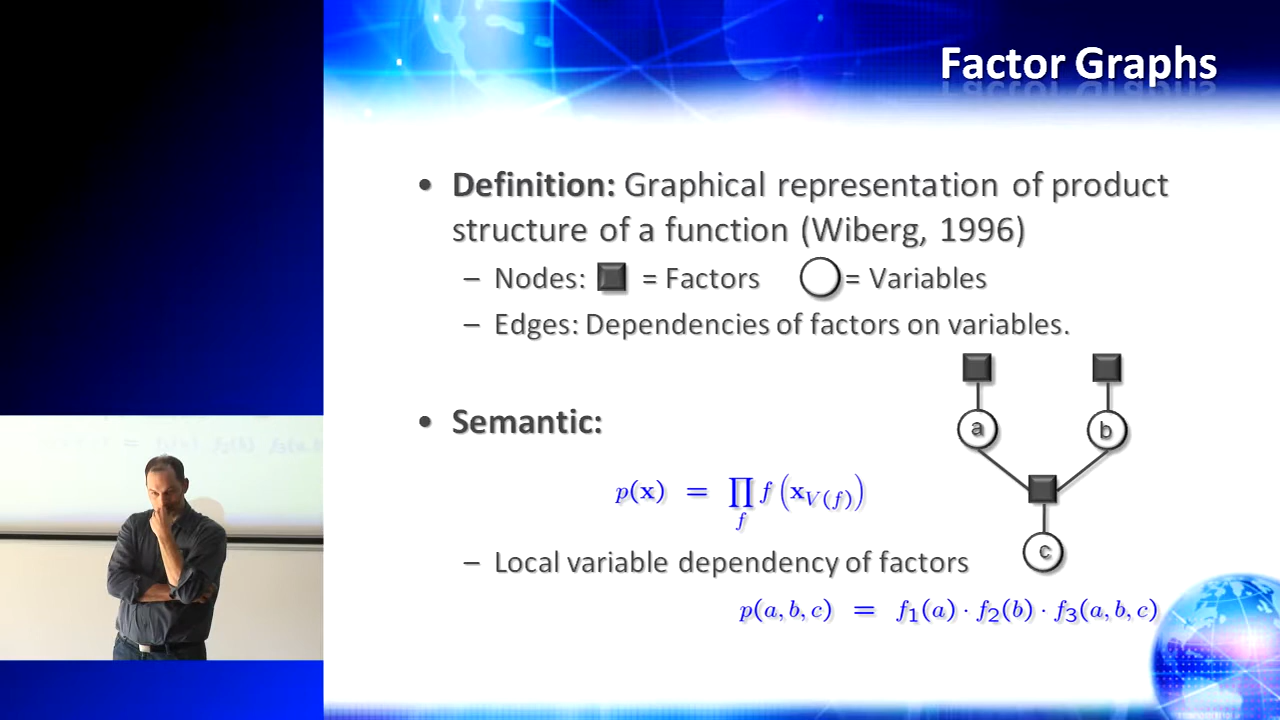 Factor Graphs
• Definition: Graphical representation of product
structure of a function (Wiberg, 1996)
– Nodes: = Factors = Variables
– Edges: Dependencies of factors on variables.
a b
• Semantic:
p(x) = ∏_f f(x_{V(f)})
c
– Local variable dependency of factors
p(a, b, c) = f₁(a) · f₂(b) · f₃(a, b, c)